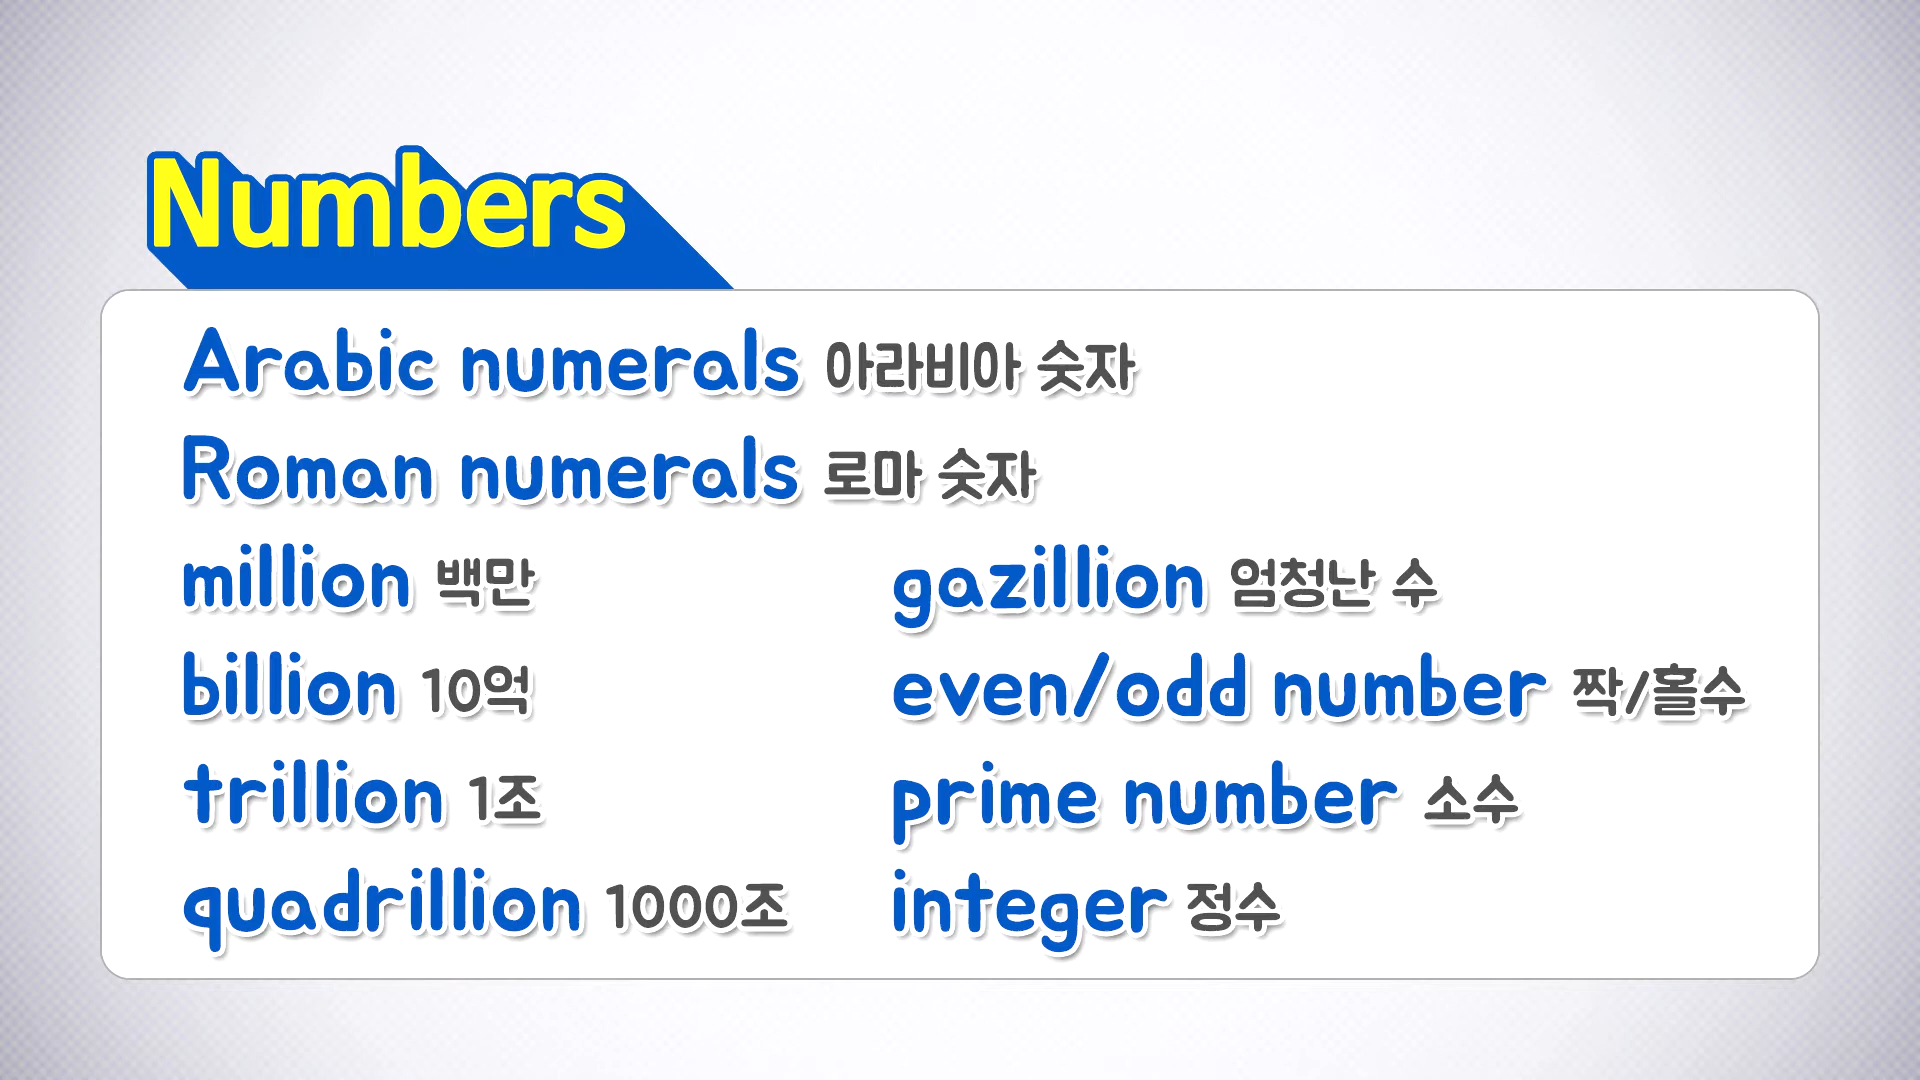 Numbers
Arabic numerals 아라비아 숫자
Roman numerals 로마 숫자
million 백만
billion 10억
trillion 1조
quadrillion 1000조
gazillion 엄청난 수
even/odd number 짝/홀수
prime number 소수
integer 정수